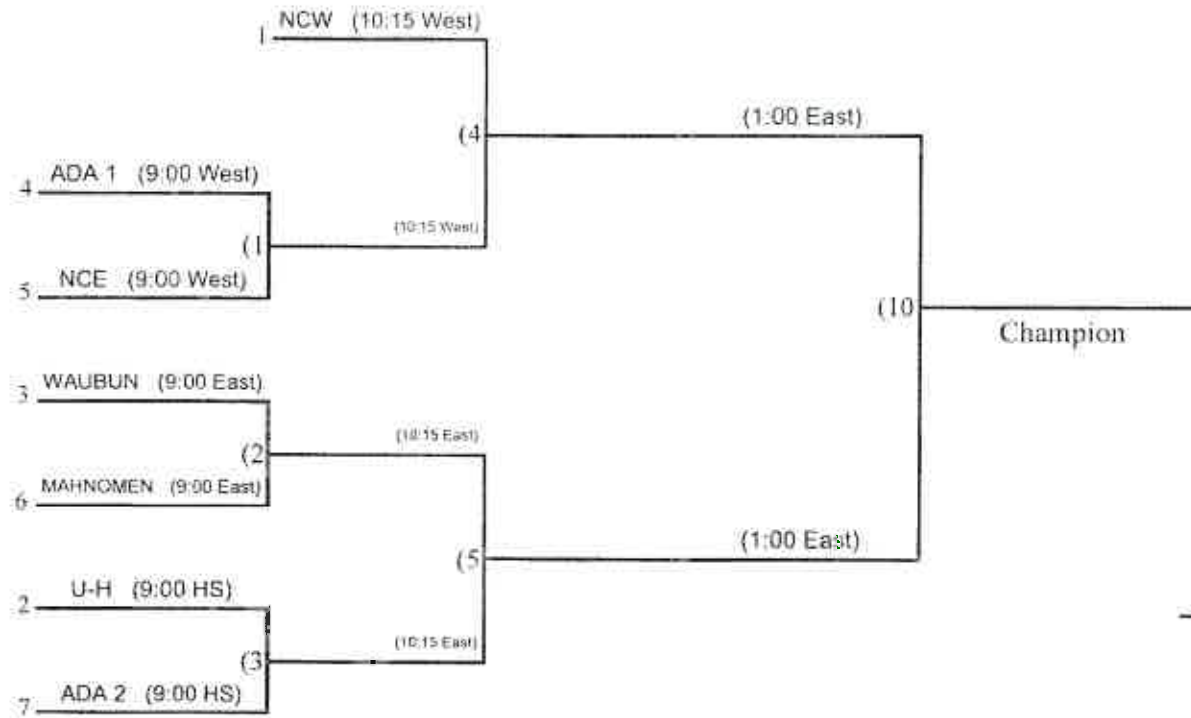 1 NCW (10:15 West)
(4
(1:00 East)
4 ADA 1 (9:00 West)
(1
(10:15 West)
5 NCE (9:00 West)
(10
Champion
3 WAUBUN (9:00 East)
(2
(10:15 East)
6 MAHNOMEN (9:00 East)
(5
(1:00 East)
2 U-H (9:00 HS)
(3
(10:15 East)
7 ADA 2 (9:00 HS)